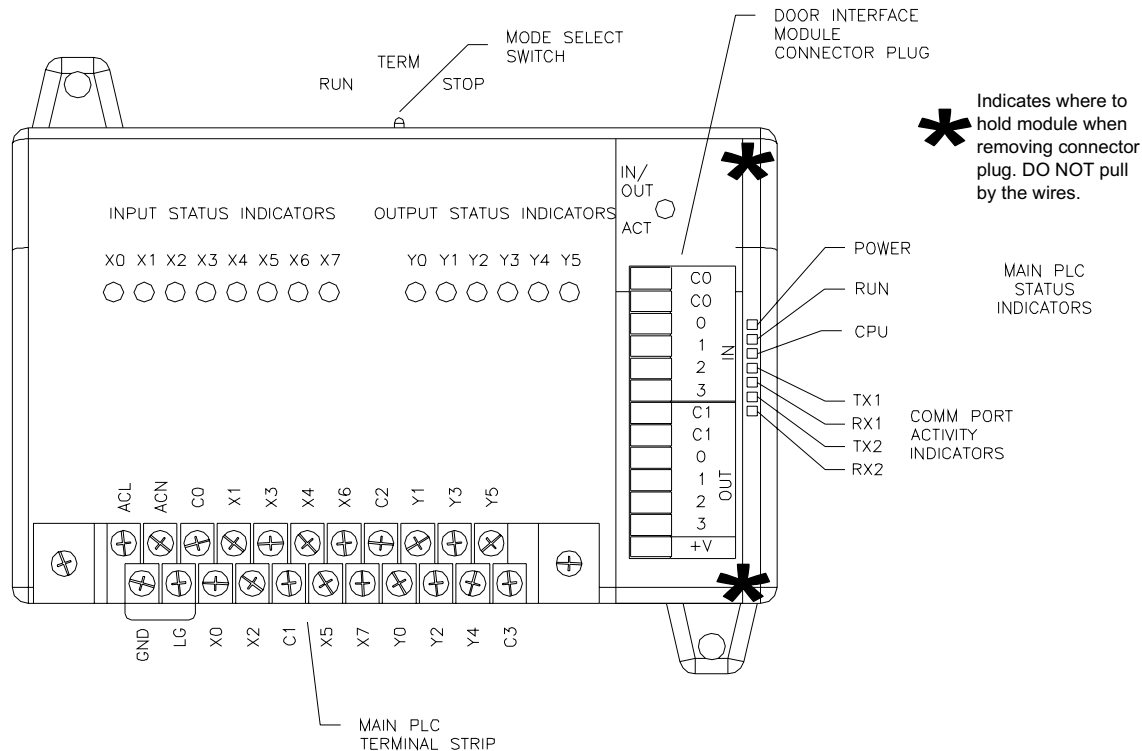 DOOR INTERFACE
MODULE
CONNECTOR PLUG
MODE SELECT
SWITCH
TERM
RUN
STOP
Indicates where to
hold module when
removing connector
plug. DO NOT pull
by the wires.
IN/
OUT
ACT
INPUT STATUS INDICATORS
OUTPUT STATUS INDICATORS
X0 X1 X2 X3 X4 X5 X6 X7
Y0 Y1 Y2 Y3 Y4 Y5
C0
C0
0
1
2
3
IN
C1
C1
0
1
2
3
OUT
+V
POWER
RUN
CPU
MAIN PLC
STATUS
INDICATORS
TX1
RX1
TX2
RX2
COMM PORT
ACTIVITY
INDICATORS
ACL ACN C0 X1 X3 X4 X6 C2 Y1 Y3 Y5
GND LG X0 X2 C1 X5 X7 Y0 Y2 Y4 C3
MAIN PLC
TERMINAL STRIP